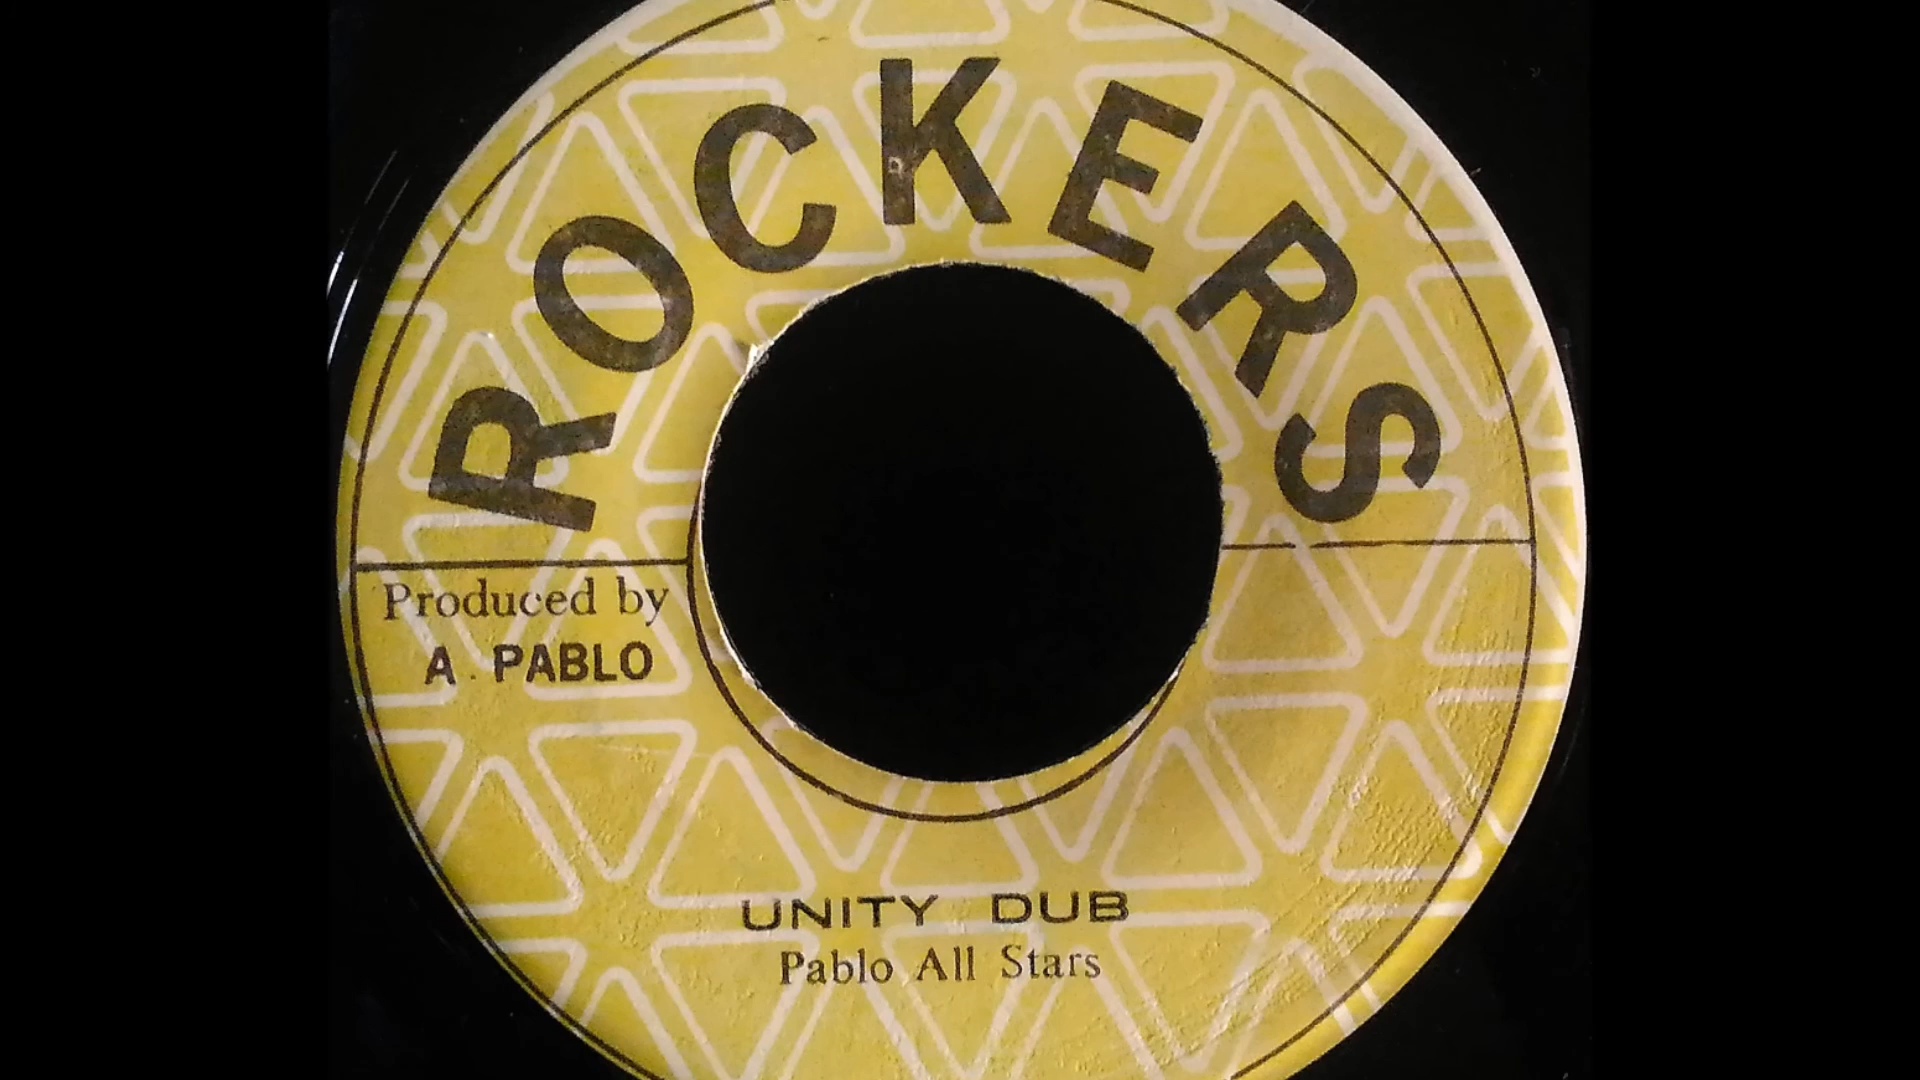 ROCKERS
Produced by
A. PABLO
UNITY DUB
Pablo All Stars